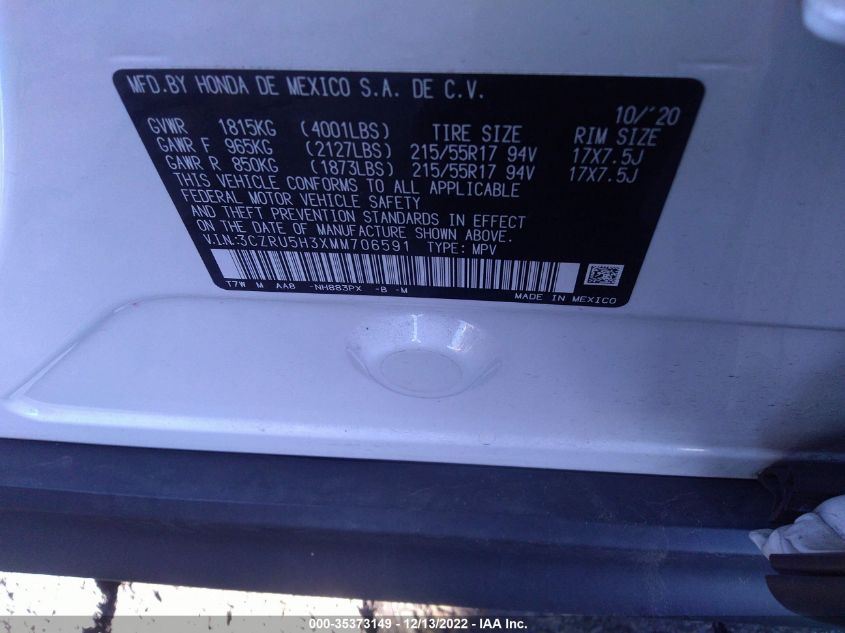 MFD.BY HONDA DE MEXICO S.A. DE C.V.
10/'20
GVWR 1815KG (4001LBS) TIRE SIZE RIM SIZE
GAWR F 965KG (2127LBS) 215/55R17 94V 17X7.5J
GAWR R 850KG (1873LBS) 215/55R17 94V 17X7.5J
THIS VEHICLE CONFORMS TO ALL APPLICABLE
FEDERAL MOTOR VEHICLE SAFETY
AND THEFT PREVENTION STANDARDS IN EFFECT
ON THE DATE OF MANUFACTURE SHOWN ABOVE.
V.I.N:3CZRU5H3XMM706591 TYPE: MPV
T7W M AAB -NH883PX -B -M
MADE IN MEXICO
000-35373149 - 12/13/2022 - IAA Inc.